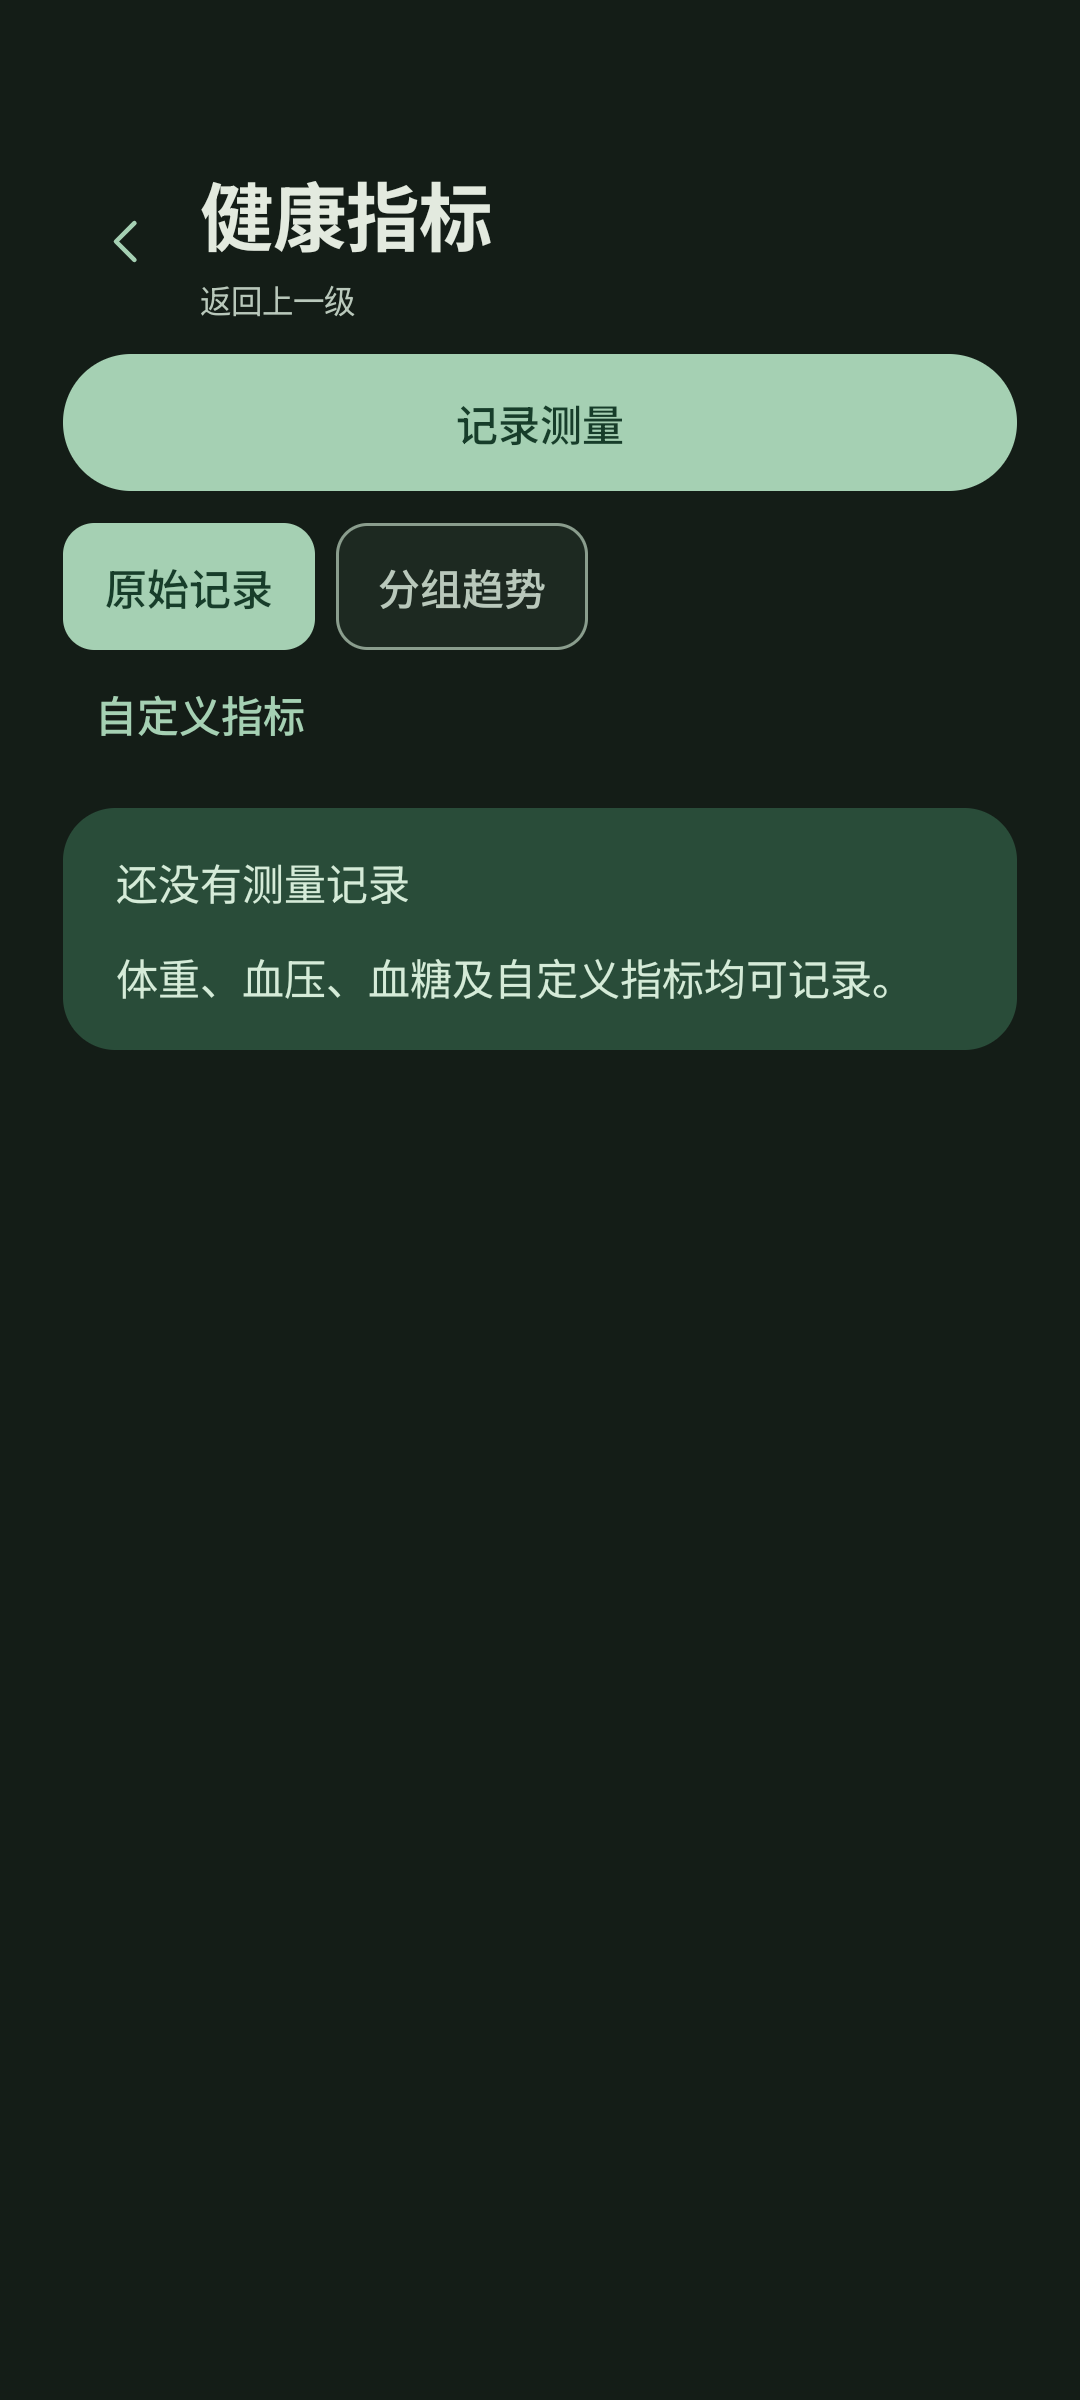 健康指标
返回上一级
记录测量
原始记录
分组趋势
自定义指标
还没有测量记录
体重、血压、血糖及自定义指标均可记录。